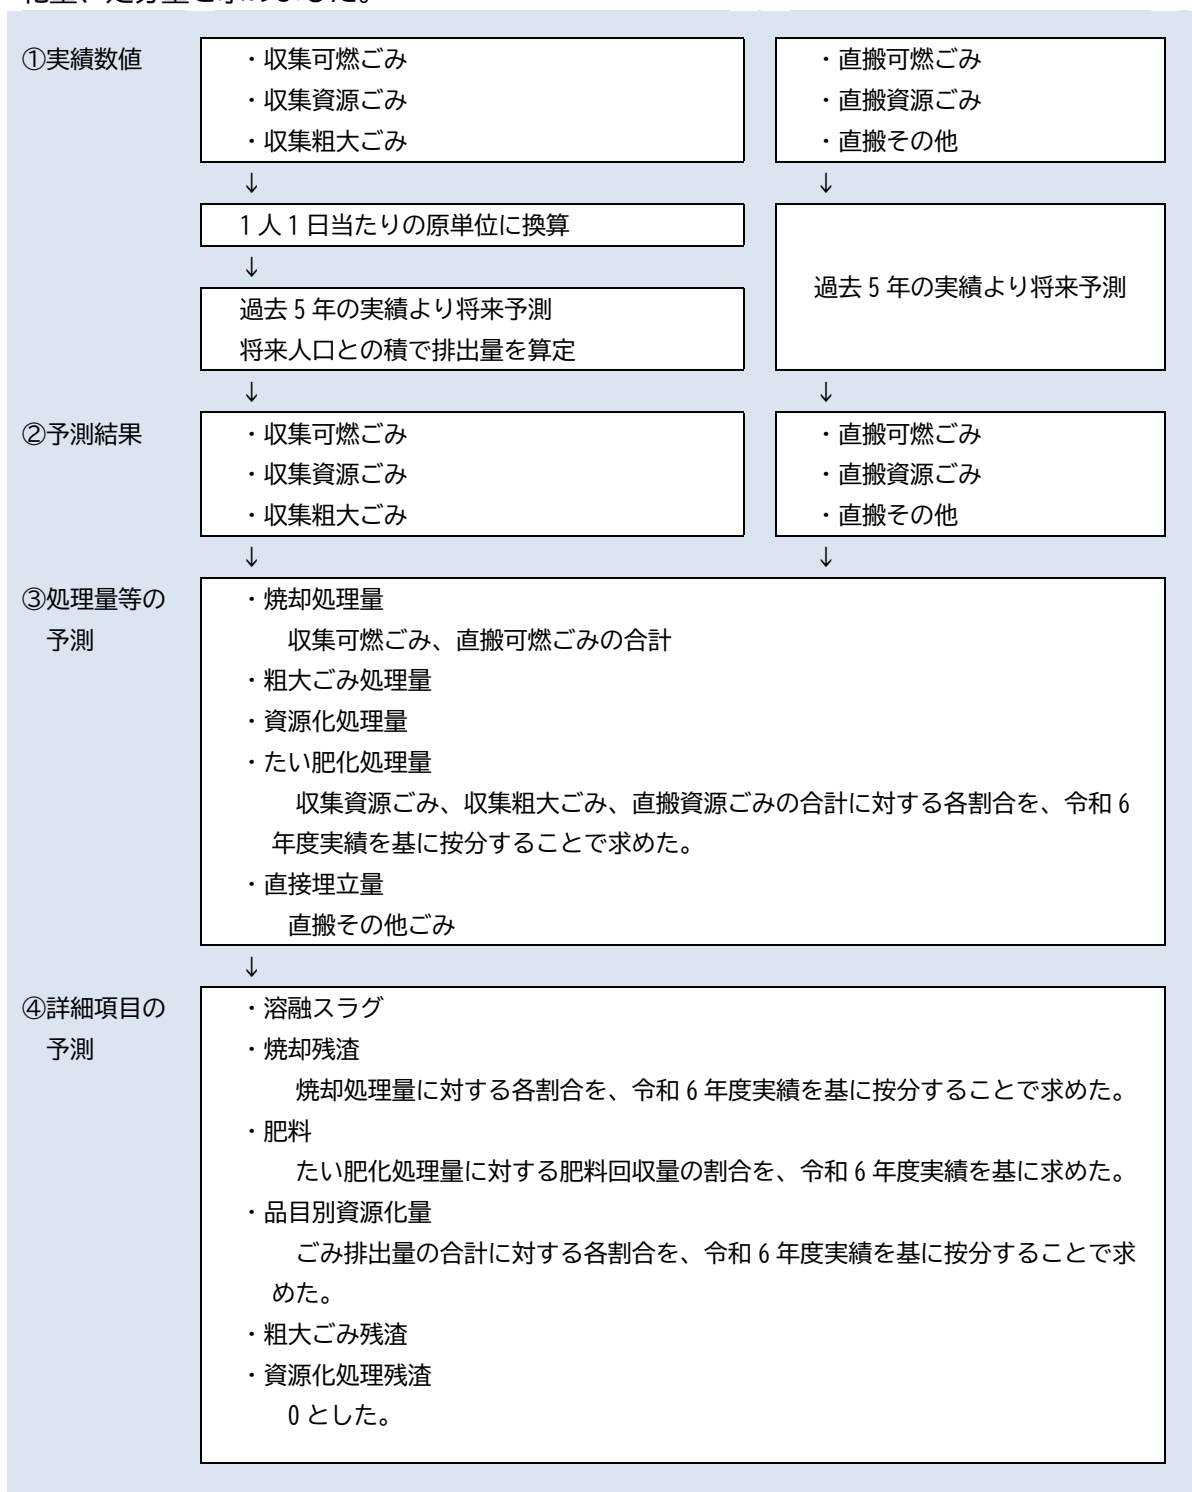 ①実績数値
・収集可燃ごみ
・収集資源ごみ
・収集粗大ごみ
・直搬可燃ごみ
・直搬資源ごみ
・直搬その他
↓
↓
1人1日当たりの原単位に換算
↓
過去5年の実績より将来予測
将来人口との積で排出量を算定
過去5年の実績より将来予測
↓
↓
②予測結果
・収集可燃ごみ
・収集資源ごみ
・収集粗大ごみ
・直搬可燃ごみ
・直搬資源ごみ
・直搬その他
↓
↓
③処理量等の
予測
・焼却処理量
収集可燃ごみ、直搬可燃ごみの合計
・粗大ごみ処理量
・資源化処理量
・たい肥化処理量
収集資源ごみ、収集粗大ごみ、直搬資源ごみの合計に対する各割合を、令和6
年度実績を基に按分することで求めた。
・直接埋立量
直搬その他ごみ
↓
④詳細項目の
予測
・溶融スラグ
・焼却残渣
焼却処理量に対する各割合を、令和6年度実績を基に按分することで求めた。
・肥料
たい肥化処理量に対する肥料回収量の割合を、令和6年度実績を基に求めた。
・品目別資源化量
ごみ排出量の合計に対する各割合を、令和6年度実績を基に按分することで求
めた。
・粗大ごみ残渣
・資源化処理残渣
0とした。